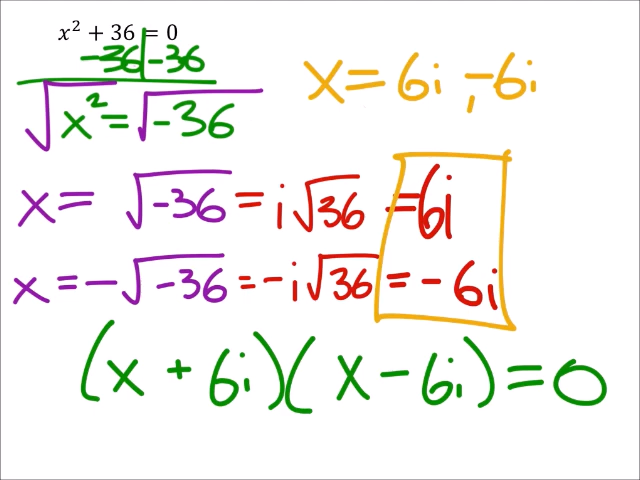 x² + 36 = 0
-36 | -36
√x² = √-36
x = 6i, -6i
x = √-36 = i√36 = 6i
x = -√-36 = -i√36 = -6i
(x + 6i)(x - 6i) = 0